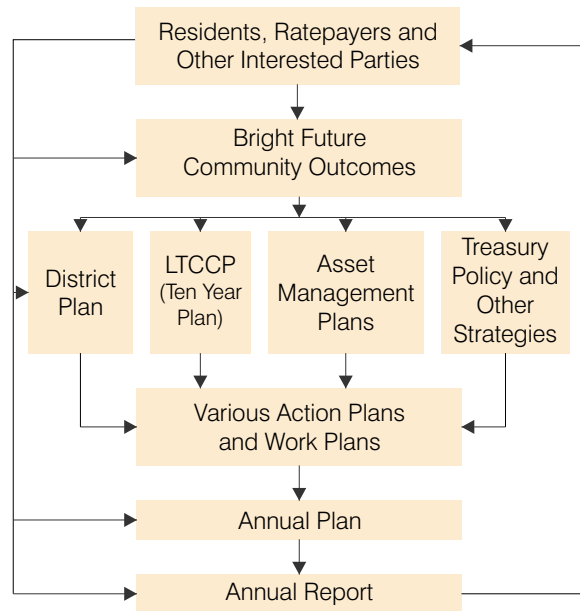 Residents, Ratepayers and
Other Interested Parties
Bright Future
Community Outcomes
District
Plan
LTCCP
(Ten Year
Plan)
Asset
Management
Plans
Treasury
Policy and
Other
Strategies
Various Action Plans
and Work Plans
Annual Plan
Annual Report